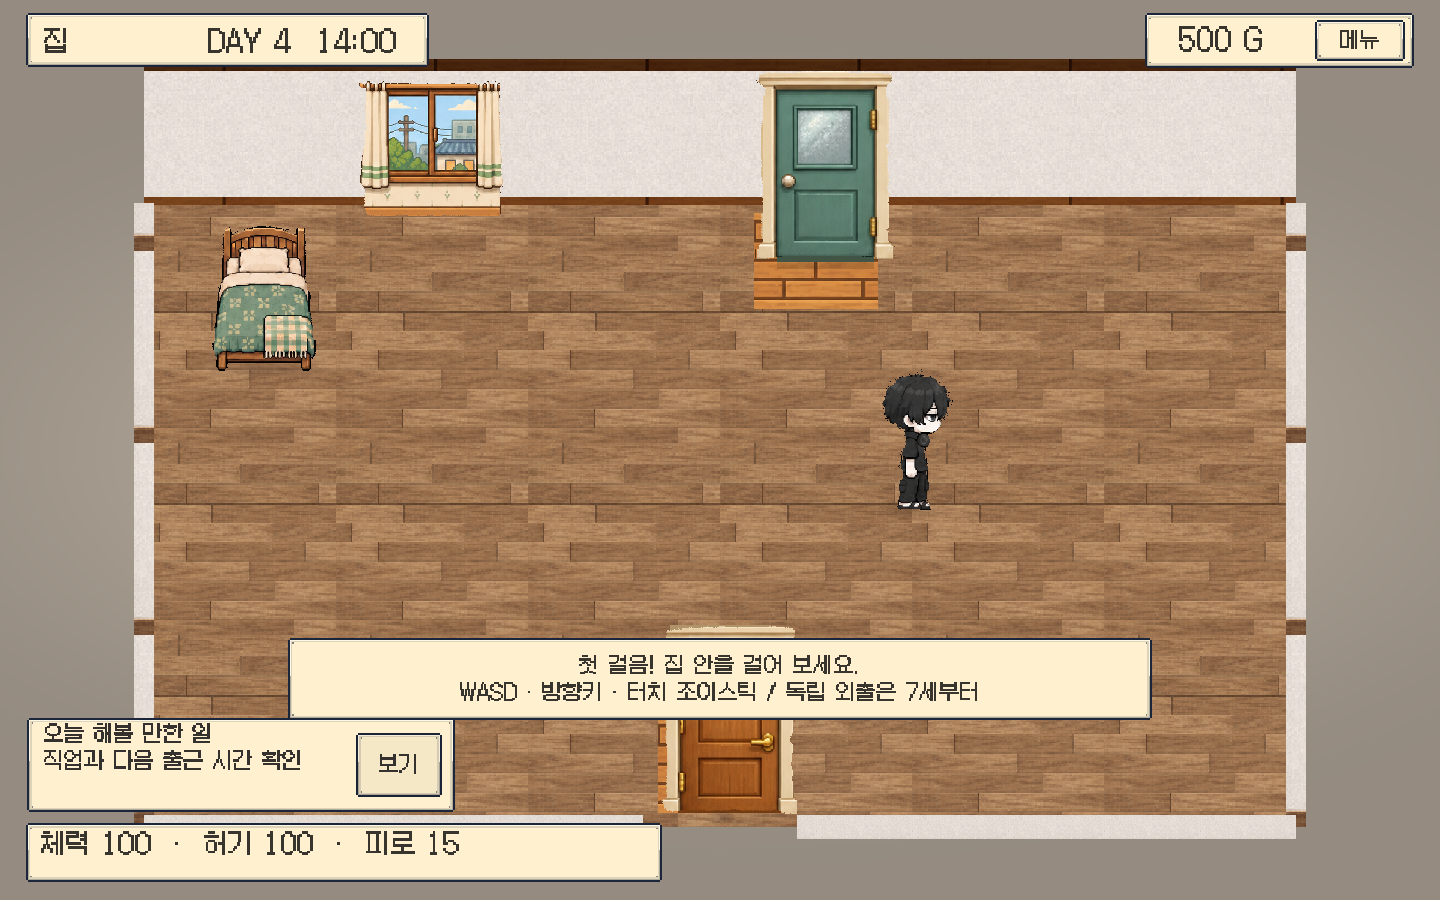 집 DAY 4 14:00
500 G 메뉴
첫 걸음! 집 안을 걸어 보세요.
WASD · 방향키 · 터치 조이스틱 / 독립 외출은 7세부터
오늘 해볼 만한 일
직업과 다음 출근 시간 확인
보기
체력 100 · 허기 100 · 피로 15